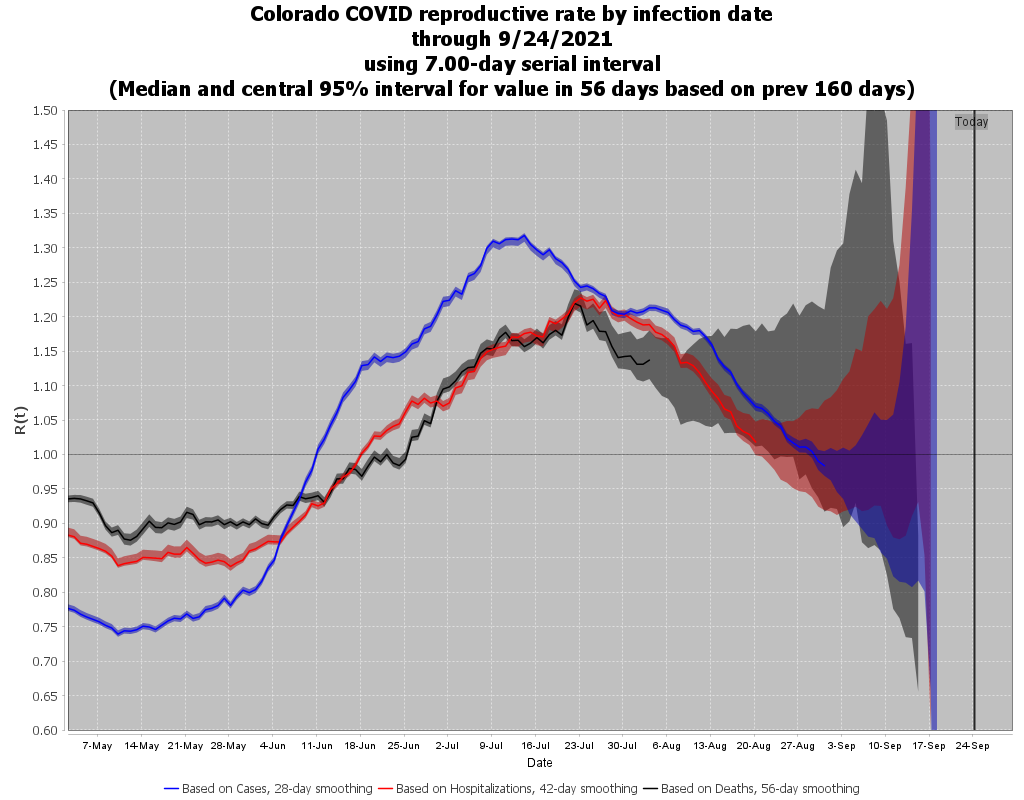 Colorado COVID reproductive rate by infection date
through 9/24/2021
using 7.00-day serial interval
(Median and central 95% interval for value in 56 days based on prev 160 days)
Today
1.50
1.45
1.40
1.35
1.30
1.25
1.20
1.15
1.10
1.05
1.00
0.95
0.90
0.85
0.80
0.75
0.70
0.65
0.60
R(t)
7-May 14-May 21-May 28-May 4-Jun 11-Jun 18-Jun 25-Jun 2-Jul 9-Jul 16-Jul 23-Jul 30-Jul 6-Aug 13-Aug 20-Aug 27-Aug 3-Sep 10-Sep 17-Sep 24-Sep
Date
Based on Cases, 28-day smoothing Based on Hospitalizations, 42-day smoothing Based on Deaths, 56-day smoothing